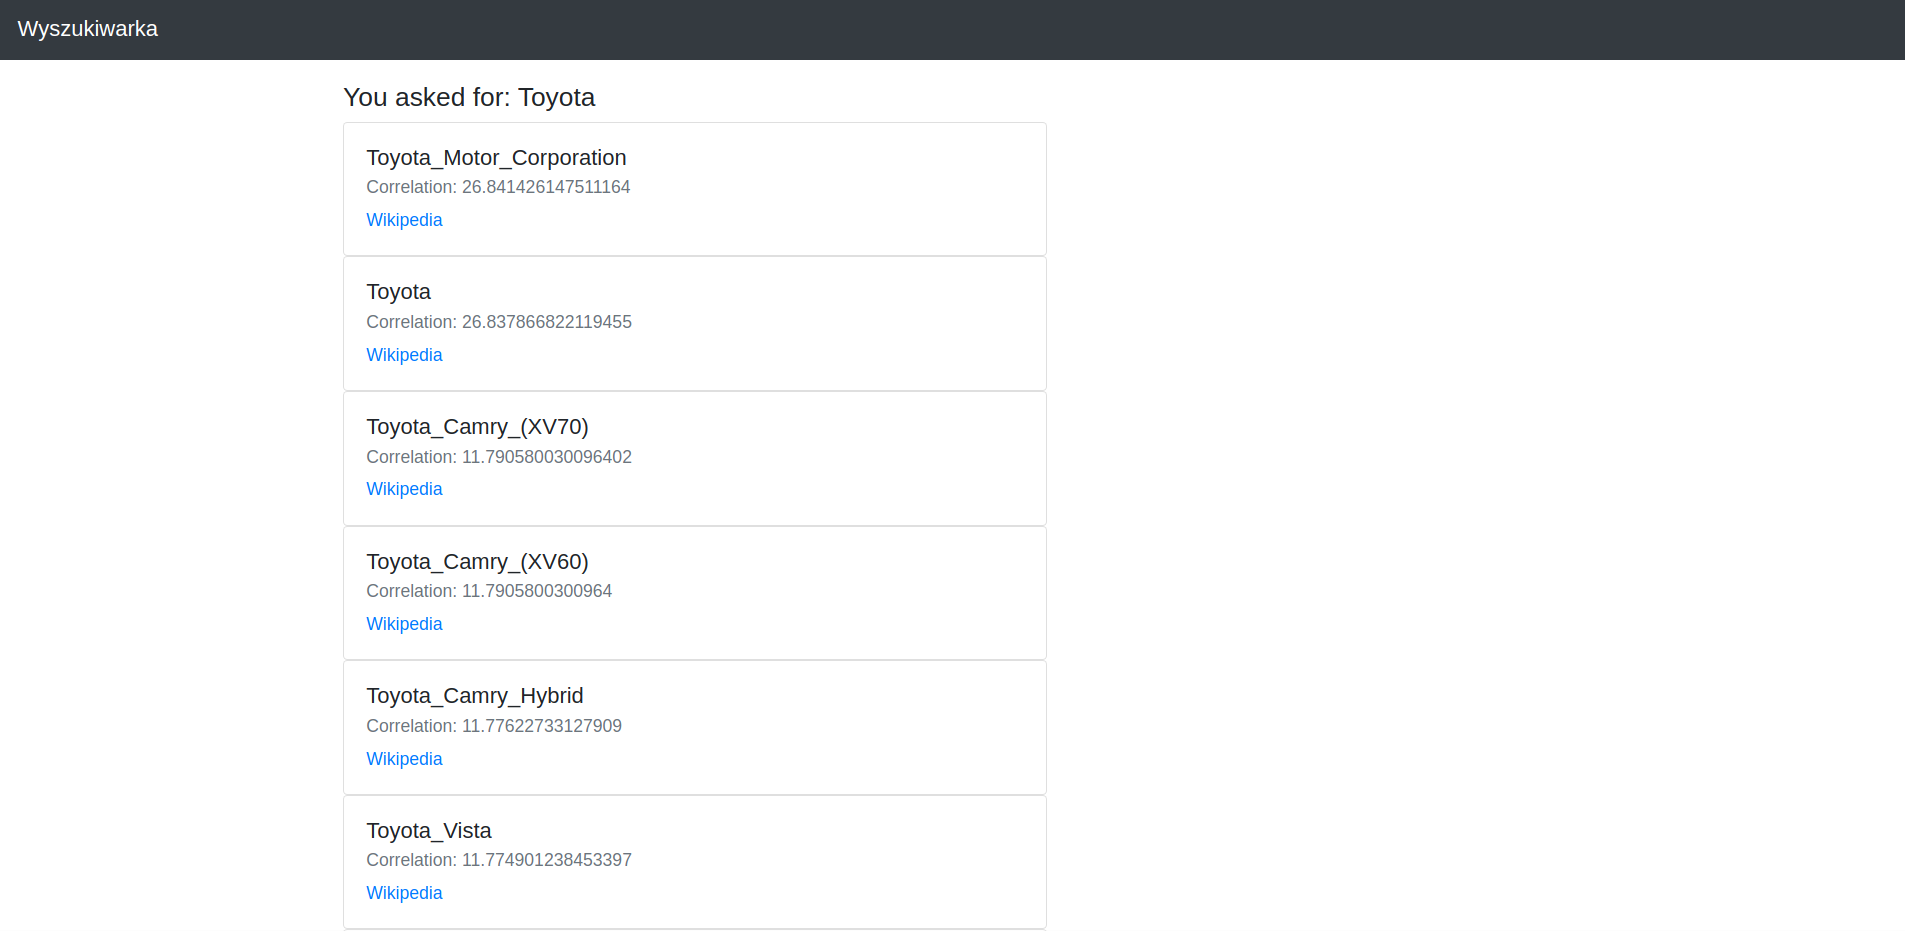 Wyszukiwarka
You asked for: Toyota
Toyota_Motor_Corporation
Correlation: 26.841426147511164
Wikipedia
Toyota
Correlation: 26.837866822119455
Wikipedia
Toyota_Camry_(XV70)
Correlation: 11.790580030096402
Wikipedia
Toyota_Camry_(XV60)
Correlation: 11.7905800300964
Wikipedia
Toyota_Camry_Hybrid
Correlation: 11.77622733127909
Wikipedia
Toyota_Vista
Correlation: 11.774901238453397
Wikipedia